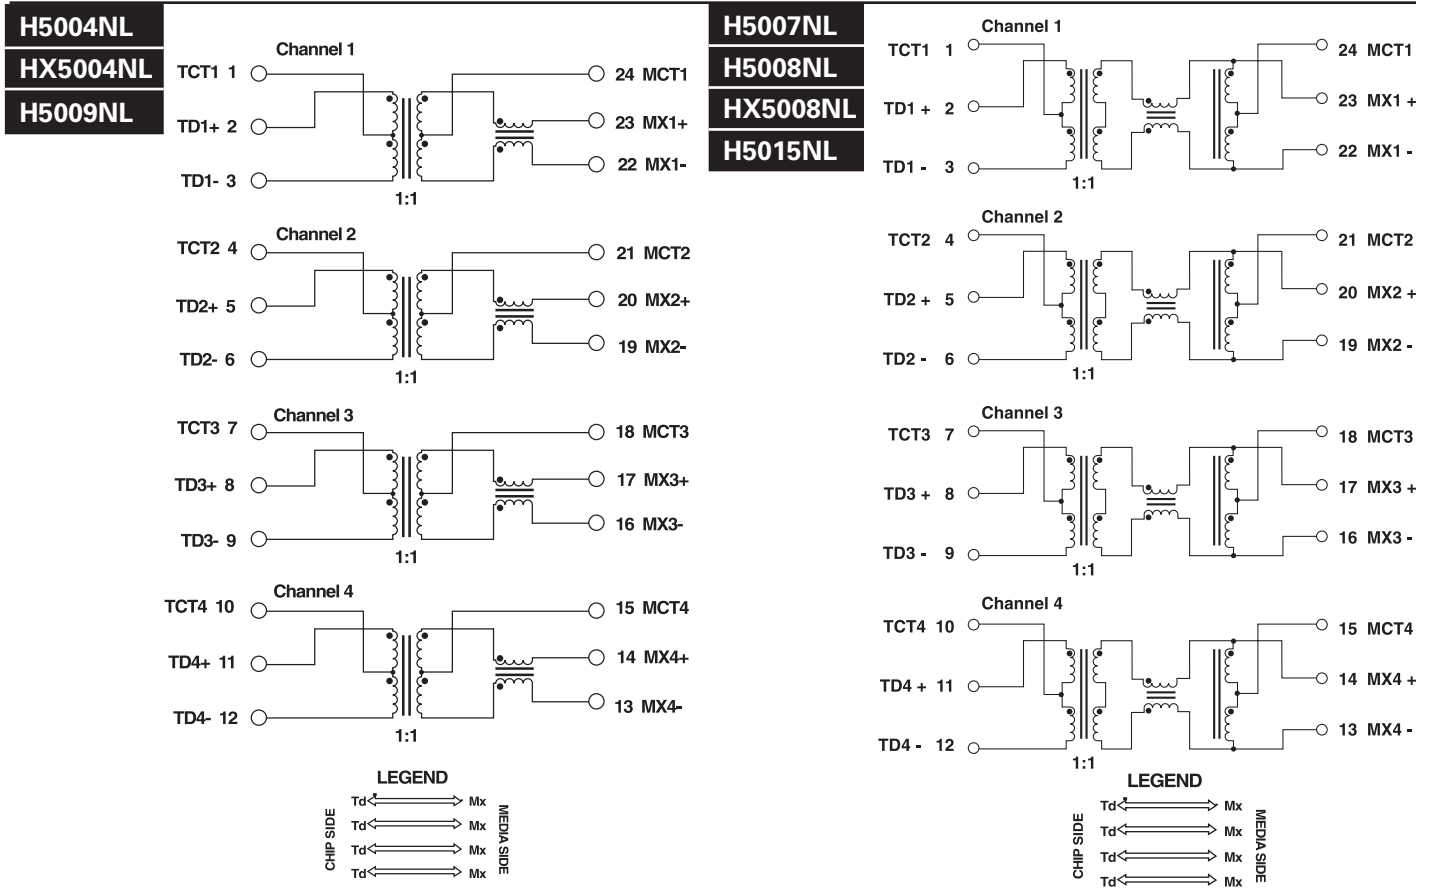 H5004NL
HX5004NL
H5009NL
Channel 1
TCT1 1
TD1+ 2
TD1- 3
24 MCT1
23 MX1+
22 MX1-
1:1
Channel 2
TCT2 4
TD2+ 5
TD2- 6
21 MCT2
20 MX2+
19 MX2-
1:1
Channel 3
TCT3 7
TD3+ 8
TD3- 9
18 MCT3
17 MX3+
16 MX3-
1:1
Channel 4
TCT4 10
TD4+ 11
TD4- 12
15 MCT4
14 MX4+
13 MX4-
1:1
LEGEND
CHIP SIDE
Td Mx
Td Mx
Td Mx
Td Mx
MEDIA SIDE
H5007NL
H5008NL
HX5008NL
H5015NL
Channel 1
TCT1 1
TD1 + 2
TD1 - 3
24 MCT1
23 MX1 +
22 MX1 -
1:1
Channel 2
TCT2 4
TD2 + 5
TD2 - 6
21 MCT2
20 MX2 +
19 MX2 -
1:1
Channel 3
TCT3 7
TD3 + 8
TD3 - 9
18 MCT3
17 MX3 +
16 MX3 -
1:1
Channel 4
TCT4 10
TD4 + 11
TD4 - 12
15 MCT4
14 MX4 +
13 MX4 -
1:1
LEGEND
CHIP SIDE
Td Mx
Td Mx
Td Mx
Td Mx
MEDIA SIDE